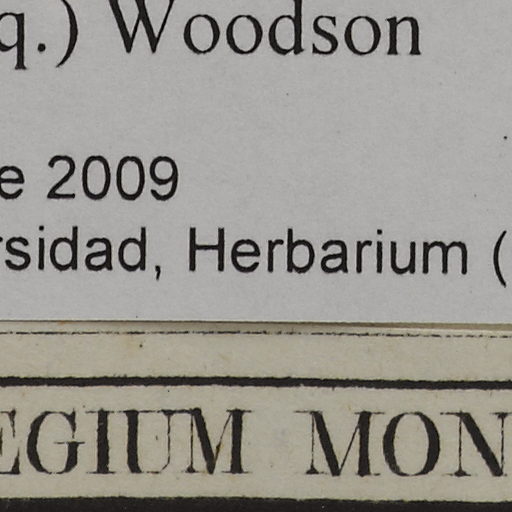 q.) Woodson
e 2009
rsidad, Herbarium (
EGIUM MON